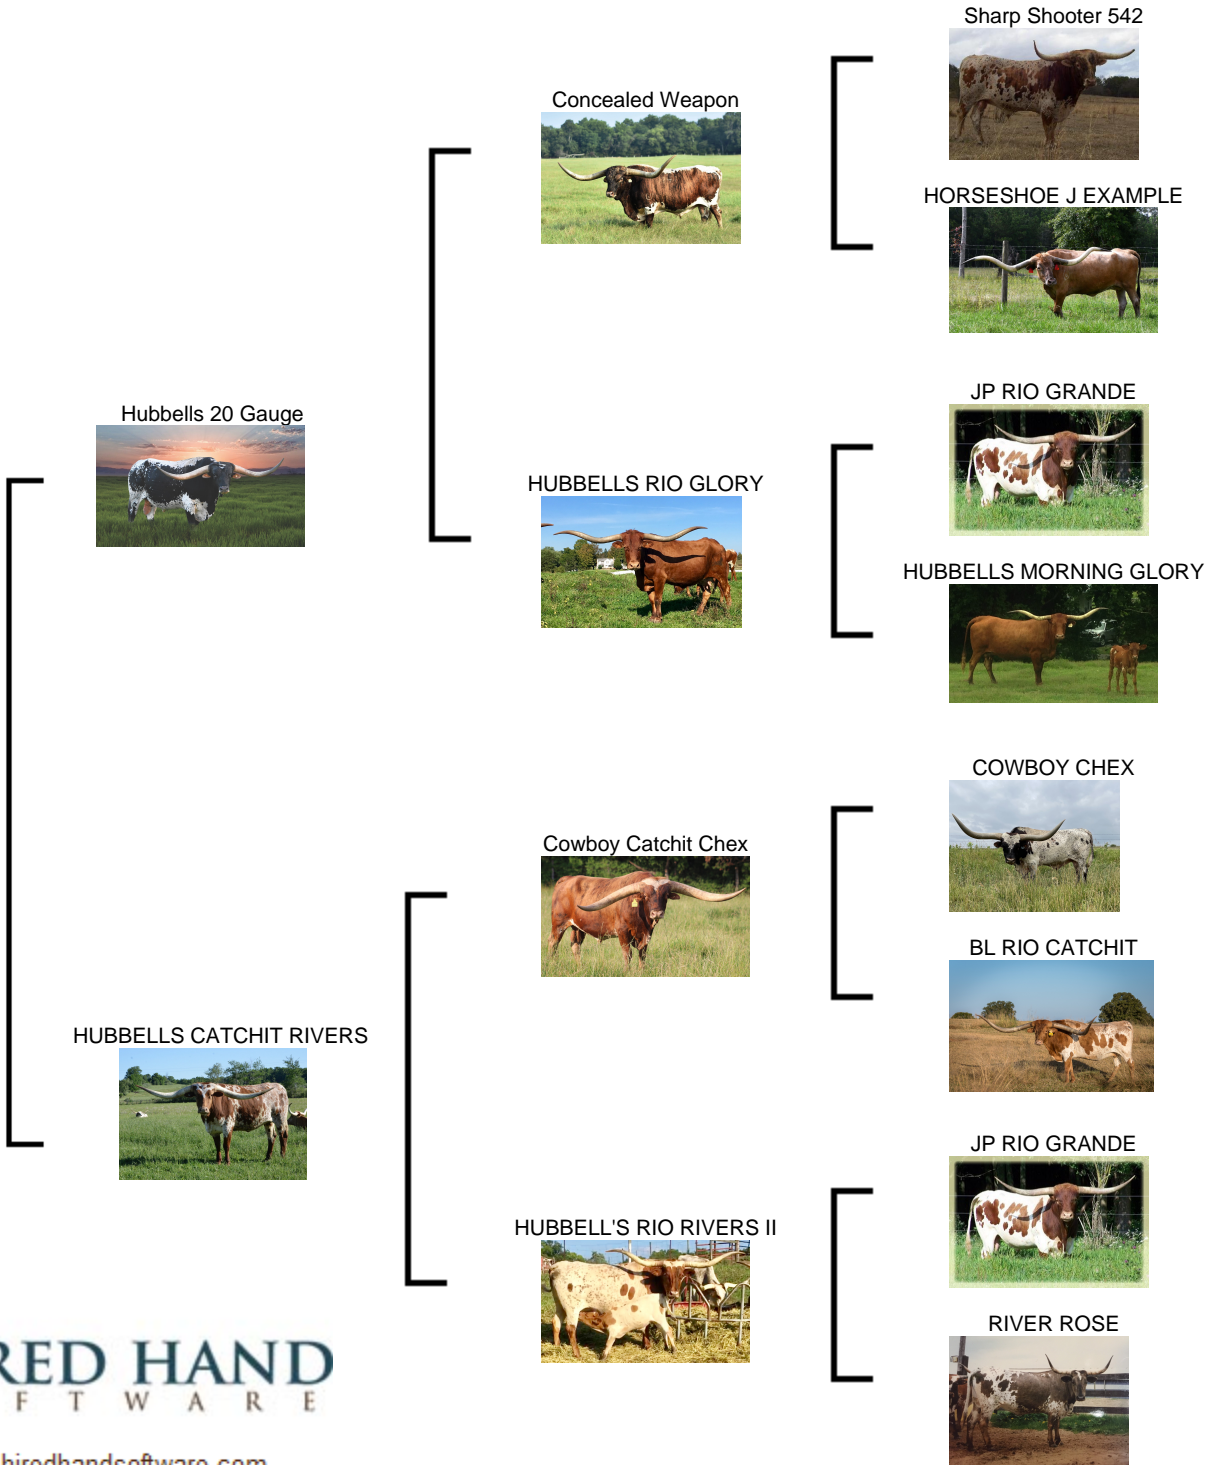 Sharp Shooter 542
Concealed Weapon
HORSESHOE J EXAMPLE
JP RIO GRANDE
Hubbells 20 Gauge
HUBBELLS RIO GLORY
HUBBELLS MORNING GLORY
COWBOY CHEX
Cowboy Catchit Chex
BL RIO CATCHIT
HUBBELLS CATCHIT RIVERS
JP RIO GRANDE
HUBBELL'S RIO RIVERS II
RIVER ROSE
RED HAND
F T W A R E
hiredhandsoftware.com